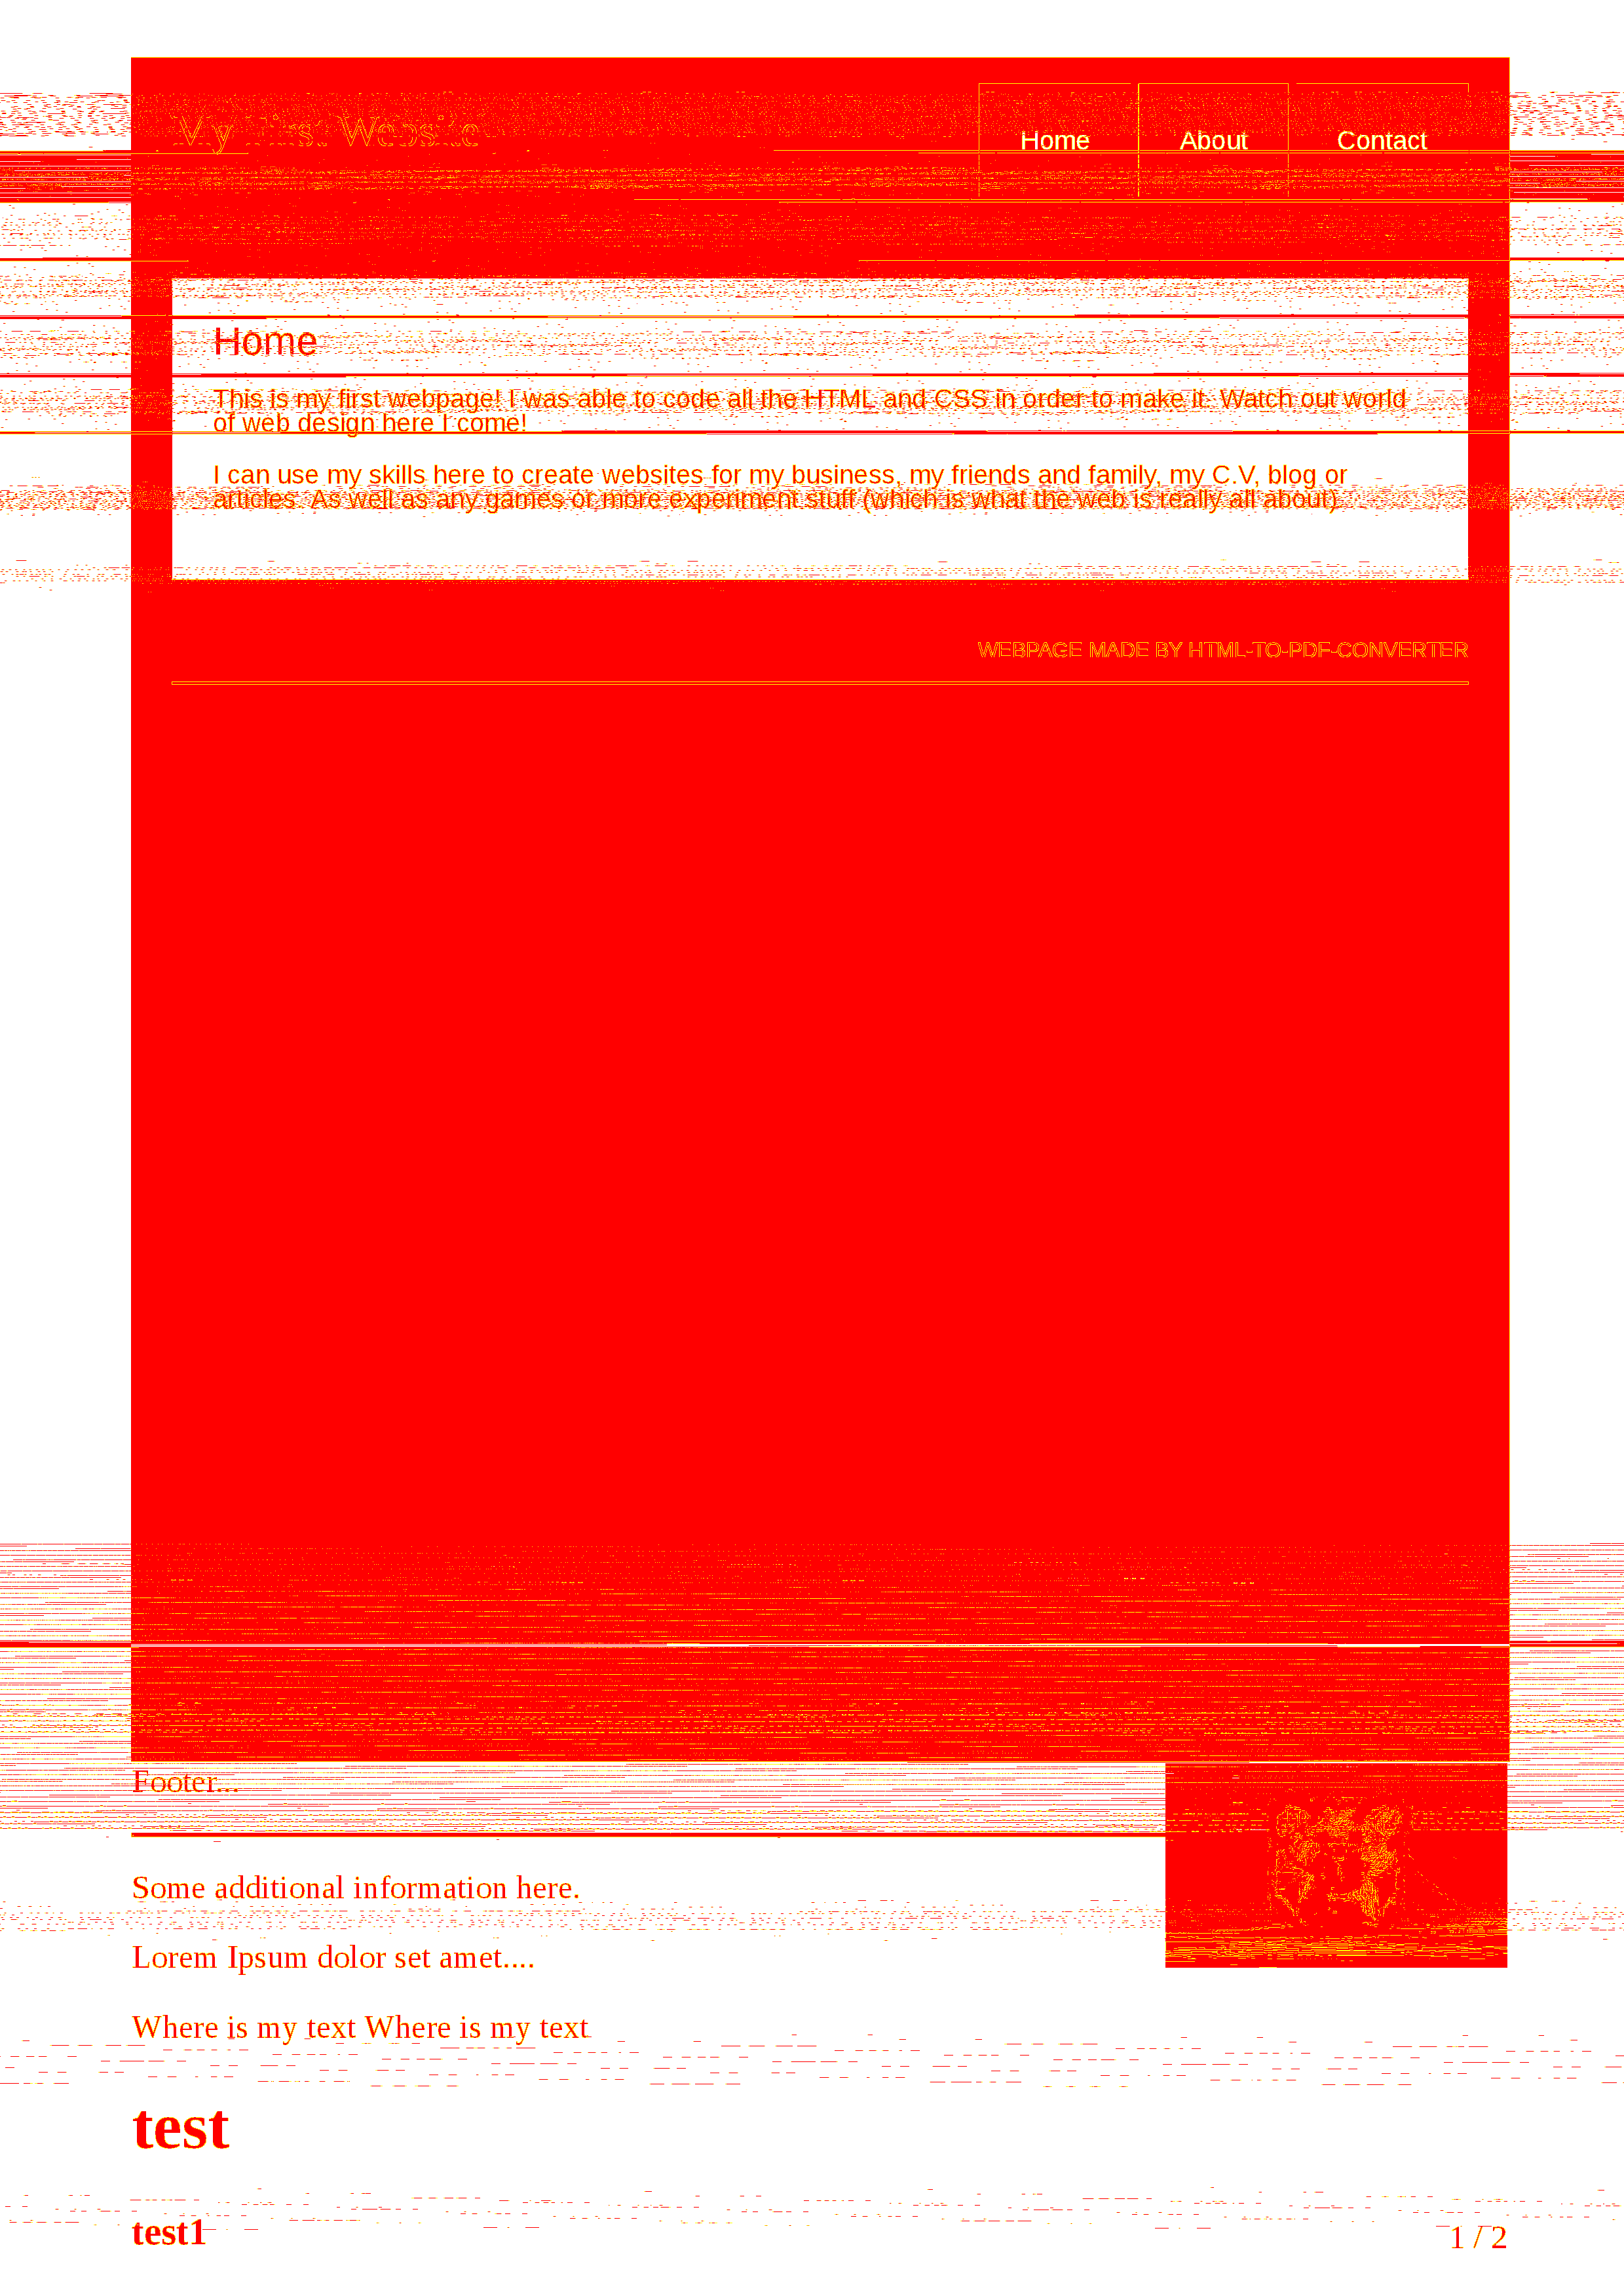 My First Website
Home About Contact
Home
This is my first webpage! I was able to code all the HTML and CSS in order to make it. Watch out world
of web design here I come!
I can use my skills here to create websites for my business, my friends and family, my C.V, blog or
articles. As well as any games or more experiment stuff (which is what the web is really all about).
WEBPAGE MADE BY HTML-TO-PDF-CONVERTER
Footer...
Some additional information here.
Lorem Ipsum dolor set amet....
Where is my text Where is my text
test
test1
1 / 2